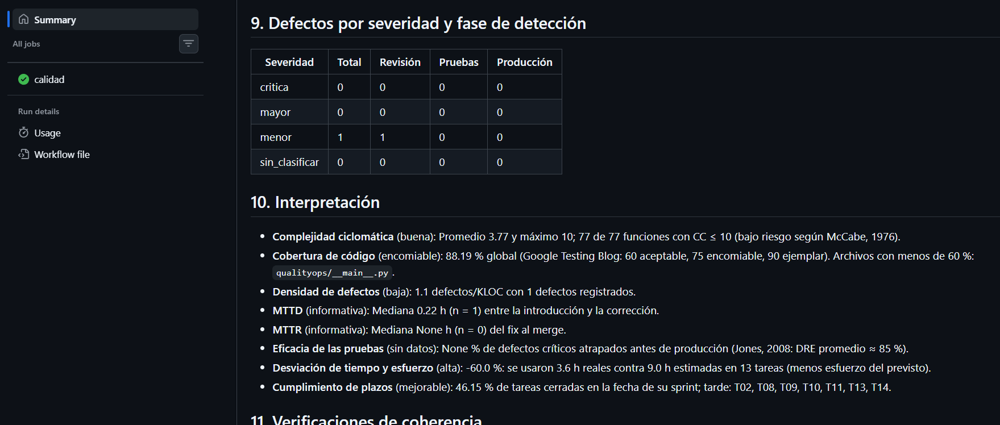 Summary
All jobs
calidad
Run details
Usage
Workflow file
9. Defectos por severidad y fase de detección
Severidad Total Revisión Pruebas Producción
critica 0 0 0 0
mayor 0 0 0 0
menor 1 1 0 0
sin_clasificar 0 0 0 0
10. Interpretación
Complejidad ciclomática (buena): Promedio 3.77 y máximo 10; 77 de 77 funciones con CC ≤ 10 (bajo riesgo según McCabe, 1976).
Cobertura de código (encomiable): 88.19 % global (Google Testing Blog: 60 aceptable, 75 encomiable, 90 ejemplar). Archivos con menos de 60 %:
qualityops/__main__.py.
Densidad de defectos (baja): 1.1 defectos/KLOC con 1 defectos registrados.
MTTD (informativa): Mediana 0.22 h (n = 1) entre la introducción y la corrección.
MTTR (informativa): Mediana None h (n = 0) del fix al merge.
Eficacia de las pruebas (sin datos): None % de defectos críticos atrapados antes de producción (Jones, 2008: DRE promedio ≈ 85 %).
Desviación de tiempo y esfuerzo (alta): -60.0 %: se usaron 3.6 h reales contra 9.0 h estimadas en 13 tareas (menos esfuerzo del previsto).
Cumplimiento de plazos (mejorable): 46.15 % de tareas cerradas en la fecha de su sprint; tarde: T02, T08, T09, T10, T11, T13, T14.
11. Verificaciones de coherencia